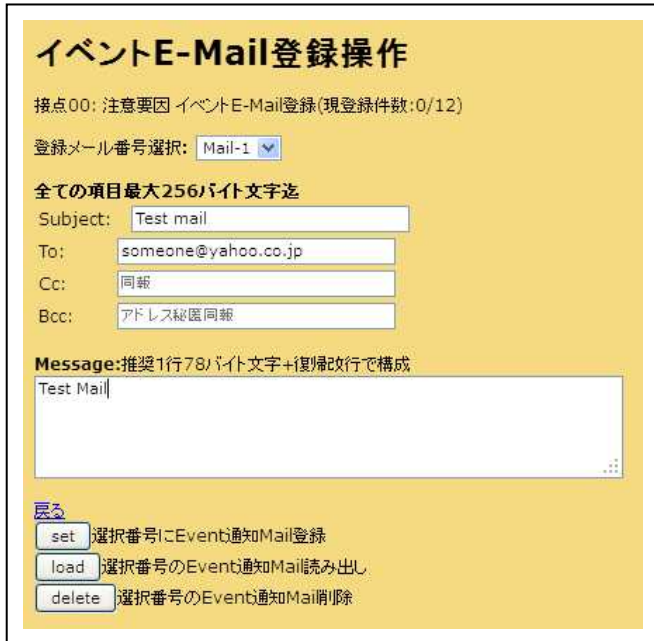 イベントE-Mail登録操作
接点00: 注意要因 イベントE-Mail登録(現登録件数:0/12)
登録メール番号選択: Mail-1
全ての項目最大256バイト文字迄
Subject: Test mail
To: someone@yahoo.co.jp
Cc: 同報
Bcc: アドレス秘匿同報
Message:推奨1行78バイト文字+復帰改行で構成
Test Mail
戻る
set 選択番号にEvent通知Mail登録
load 選択番号のEvent通知Mail読み出し
delete 選択番号のEvent通知Mail削除